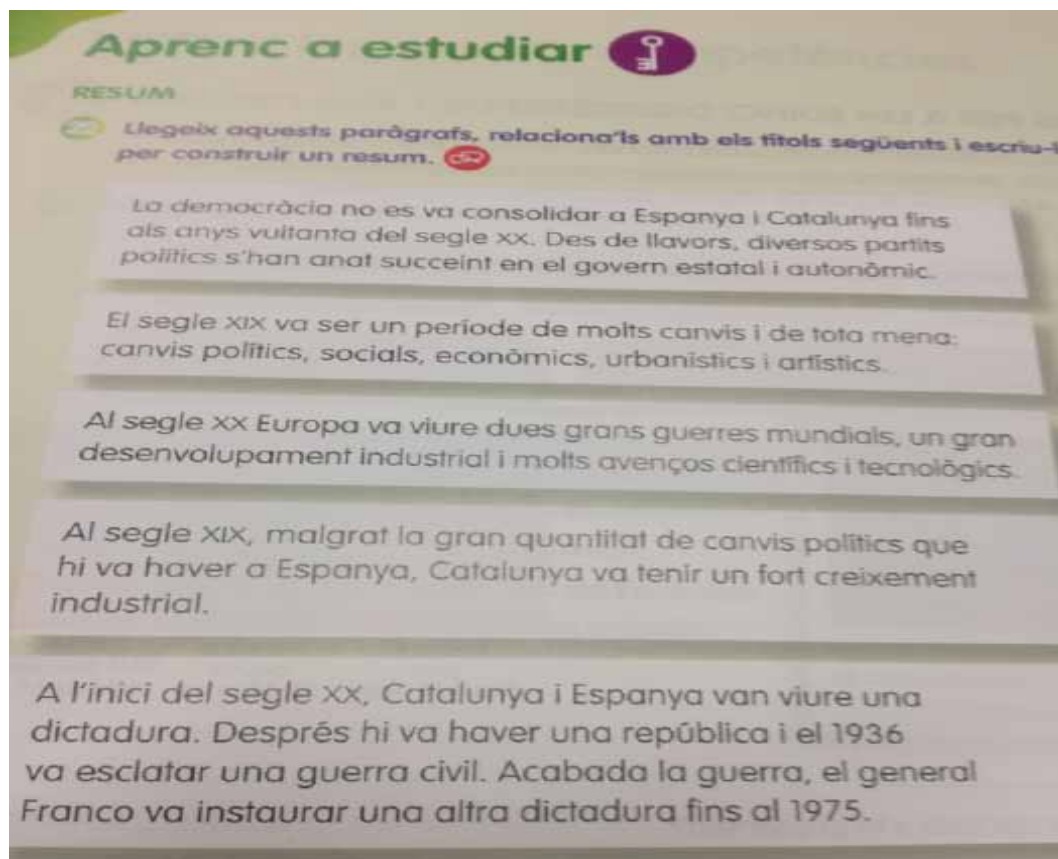 Aprenc a estudiar
RESUM
Llegeix aquests paràgrafs, relaciona'ls amb els títols següents i escriu-l
per construir un resum.
La democràcia no es va consolidar a Espanya i Catalunya fins
als anys vuitanta del segle XX. Des de llavors, diversos partits
polítics s'han anat succeint en el govern estatal i autonòmic.
El segle XIX va ser un període de molts canvis i de tota mena:
canvis polítics, socials, econòmics, urbanístics i artístics.
Al segle XX Europa va viure dues grans guerres mundials, un gran
desenvolupament industrial i molts avenços científics i tecnològics.
Al segle XIX, malgrat la gran quantitat de canvis polítics que
hi va haver a Espanya, Catalunya va tenir un fort creixement
industrial.
A l'inici del segle XX, Catalunya i Espanya van viure una
dictadura. Després hi va haver una república i el 1936
va esclatar una guerra civil. Acabada la guerra, el general
Franco va instaurar una altra dictadura fins al 1975.